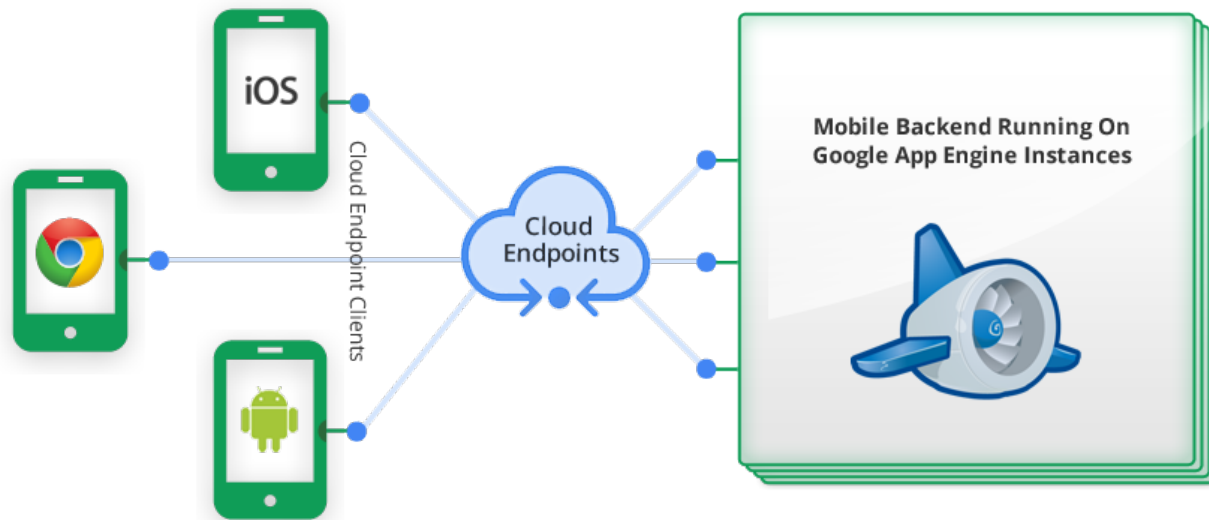 iOS
Cloud Endpoint Clients
Cloud
Endpoints
Mobile Backend Running On
Google App Engine Instances